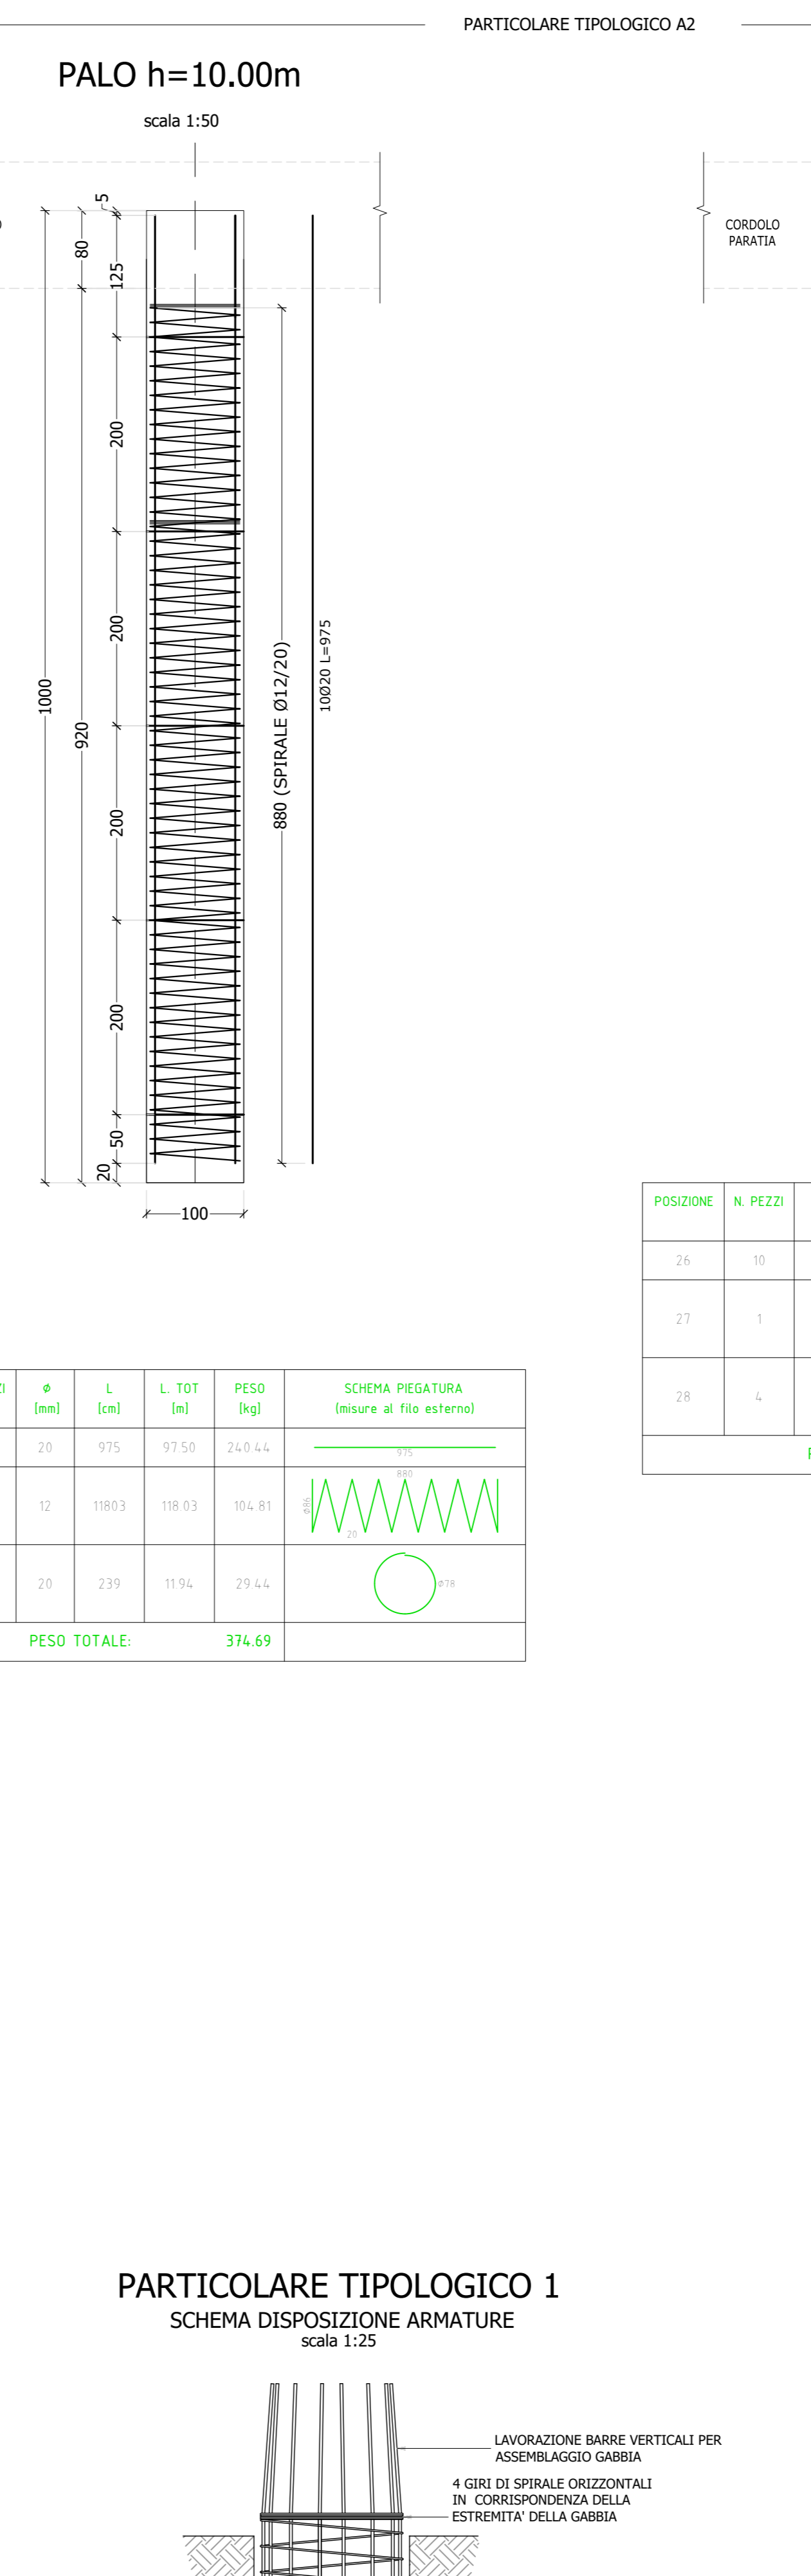 PARTICOLARE TIPOLOGICO A2
PALO h=10.00m
scala 1:50
CORDOLO
PARATIA
5
80
125
200
200
200
200
50
20
1000
920
880 (SPIRALE Ø12/20)
10Ø20 L=975
100
POSIZIONE N. PEZZI
26 10
27 1
28 4
ø L L. TOT PESO SCHEMA PIEGATURA
[mm] [cm] [m] [kg] (misure al filo esterno)
20 975 97.50 240.44 975
12 11803 118.03 104.81 880 ø86 20
20 239 11.94 29.44 ø78
PESO TOTALE: 374.69
PARTICOLARE TIPOLOGICO 1
SCHEMA DISPOSIZIONE ARMATURE
scala 1:25
LAVORAZIONE BARRE VERTICALI PER
ASSEMBLAGGIO GABBIA
4 GIRI DI SPIRALE ORIZZONTALI
IN CORRISPONDENZA DELLA
ESTREMITA' DELLA GABBIA